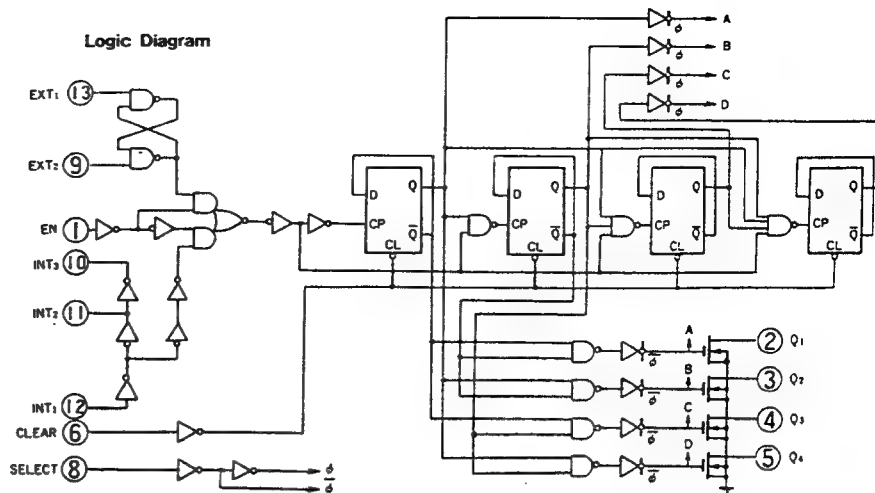 Logic Diagram
EXT₁ 13
EXT₂ 9
EN 1
INT₃ 10
INT₂ 11
INT₁ 12
CLEAR 6
SELECT 8
ϕ
ϕ̅
ϕ A
ϕ B
ϕ C
ϕ D
D Q
CP Q̅
CL
D Q
CP Q̅
CL
D Q
CP Q̅
CL
D Q
CP Q̅
CL
ϕ̅ A 2 Q₁
ϕ̅ B 3 Q₂
ϕ̅ C 4 Q₃
ϕ̅ D 5 Q₄